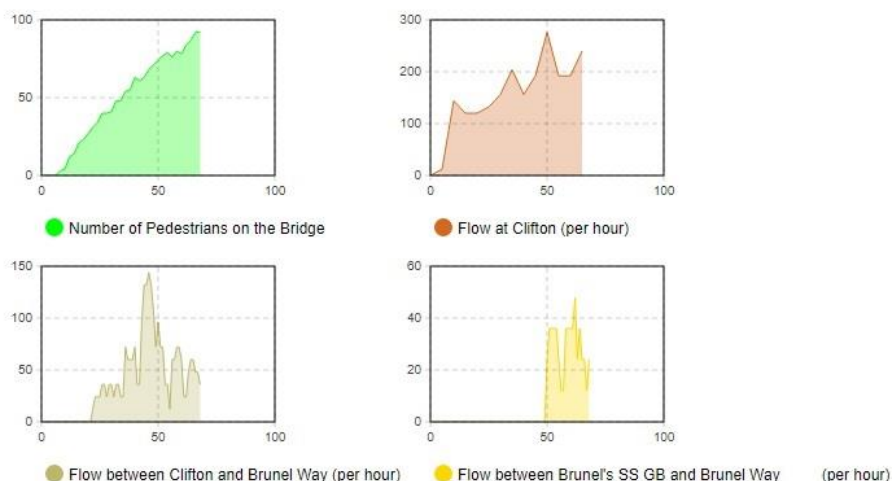 100
50
0
0 50 100
Number of Pedestrians on the Bridge
300
200
100
0
0 50 100
Flow at Clifton (per hour)
150
100
50
0
0 50 100
Flow between Clifton and Brunel Way (per hour)
60
40
20
0
0 50 100
Flow between Brunel's SS GB and Brunel Way (per hour)